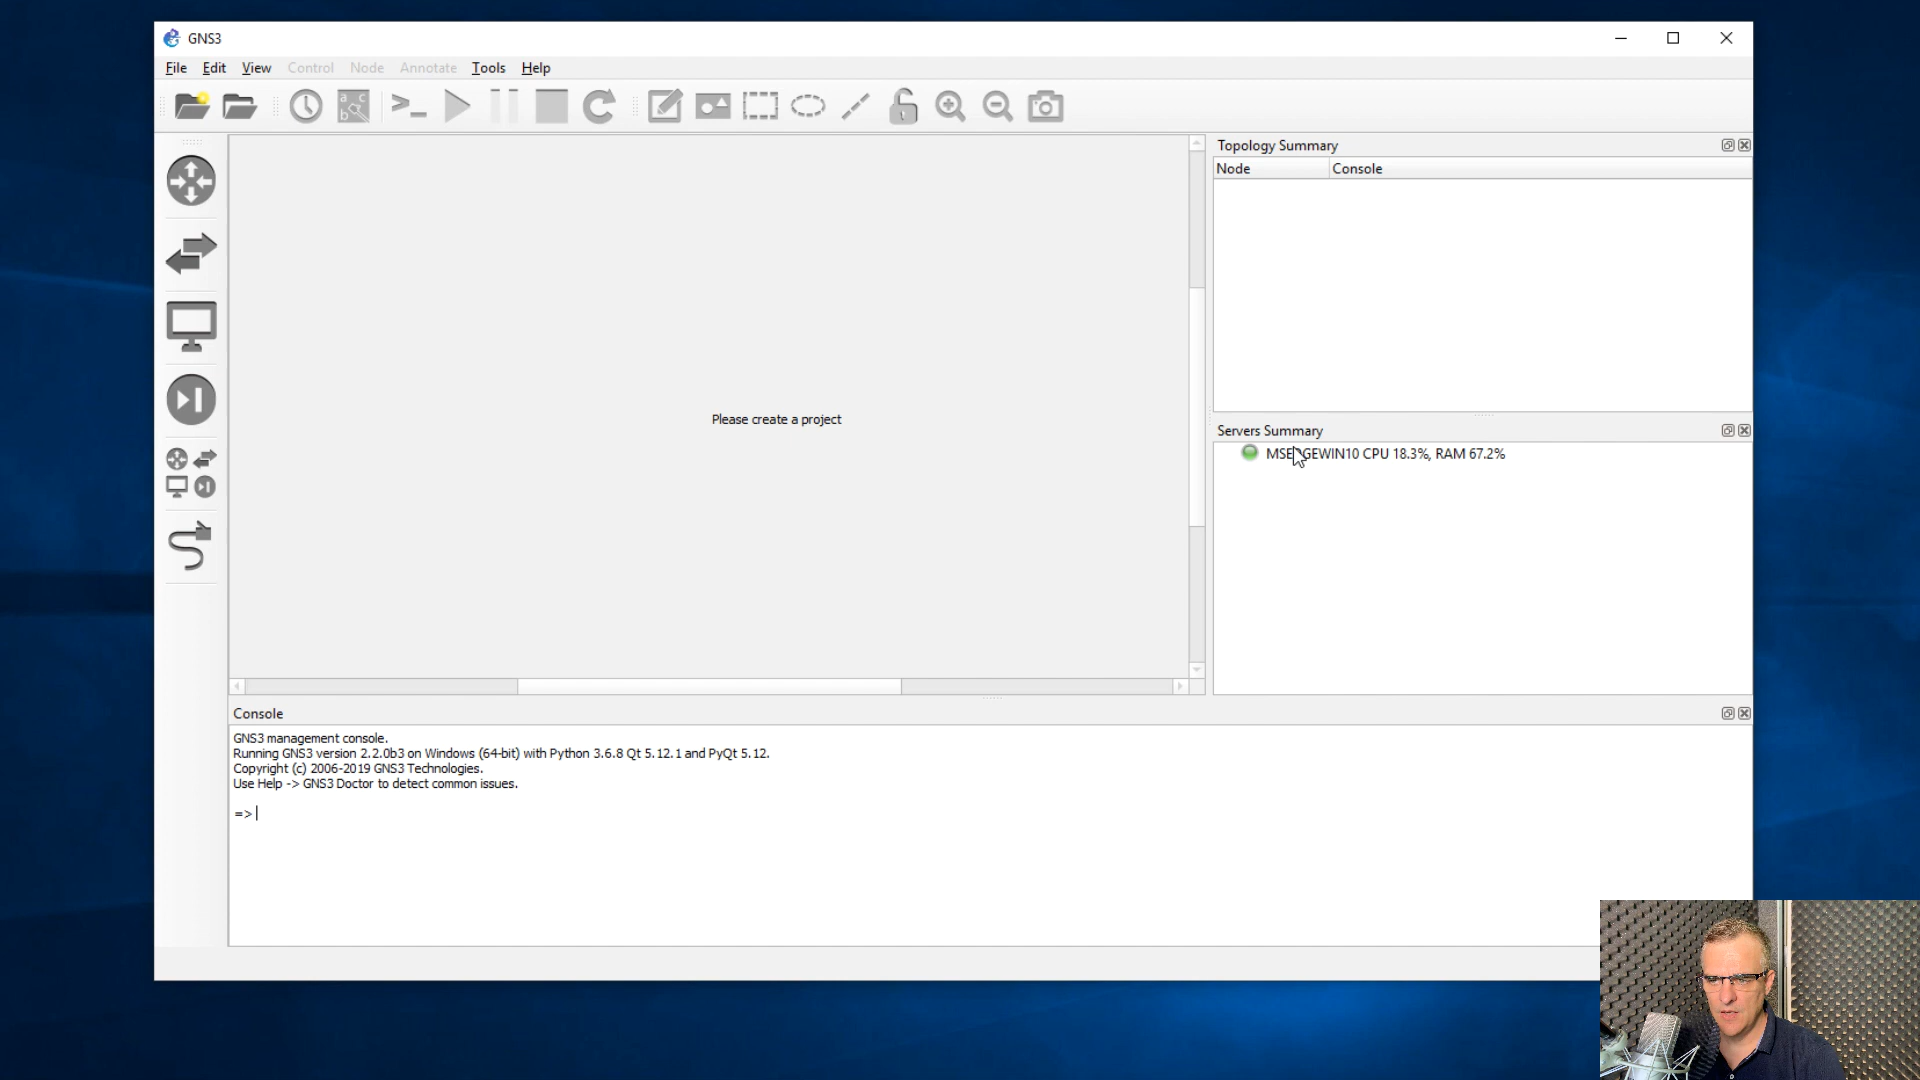 GNS3
File Edit View Control Node Annotate Tools Help
a c
b
Topology Summary
Node Console
Please create a project
Servers Summary
CPU 18.3%, RAM 67.2%
Console
GNS3 management console.
Running GNS3 version 2.2.0b3 on Windows (64-bit) with Python 3.6.8 Qt 5.12.1 and PyQt 5.12.
Copyright (c) 2006-2019 GNS3 Technologies.
Use Help -> GNS3 Doctor to detect common issues.
=>